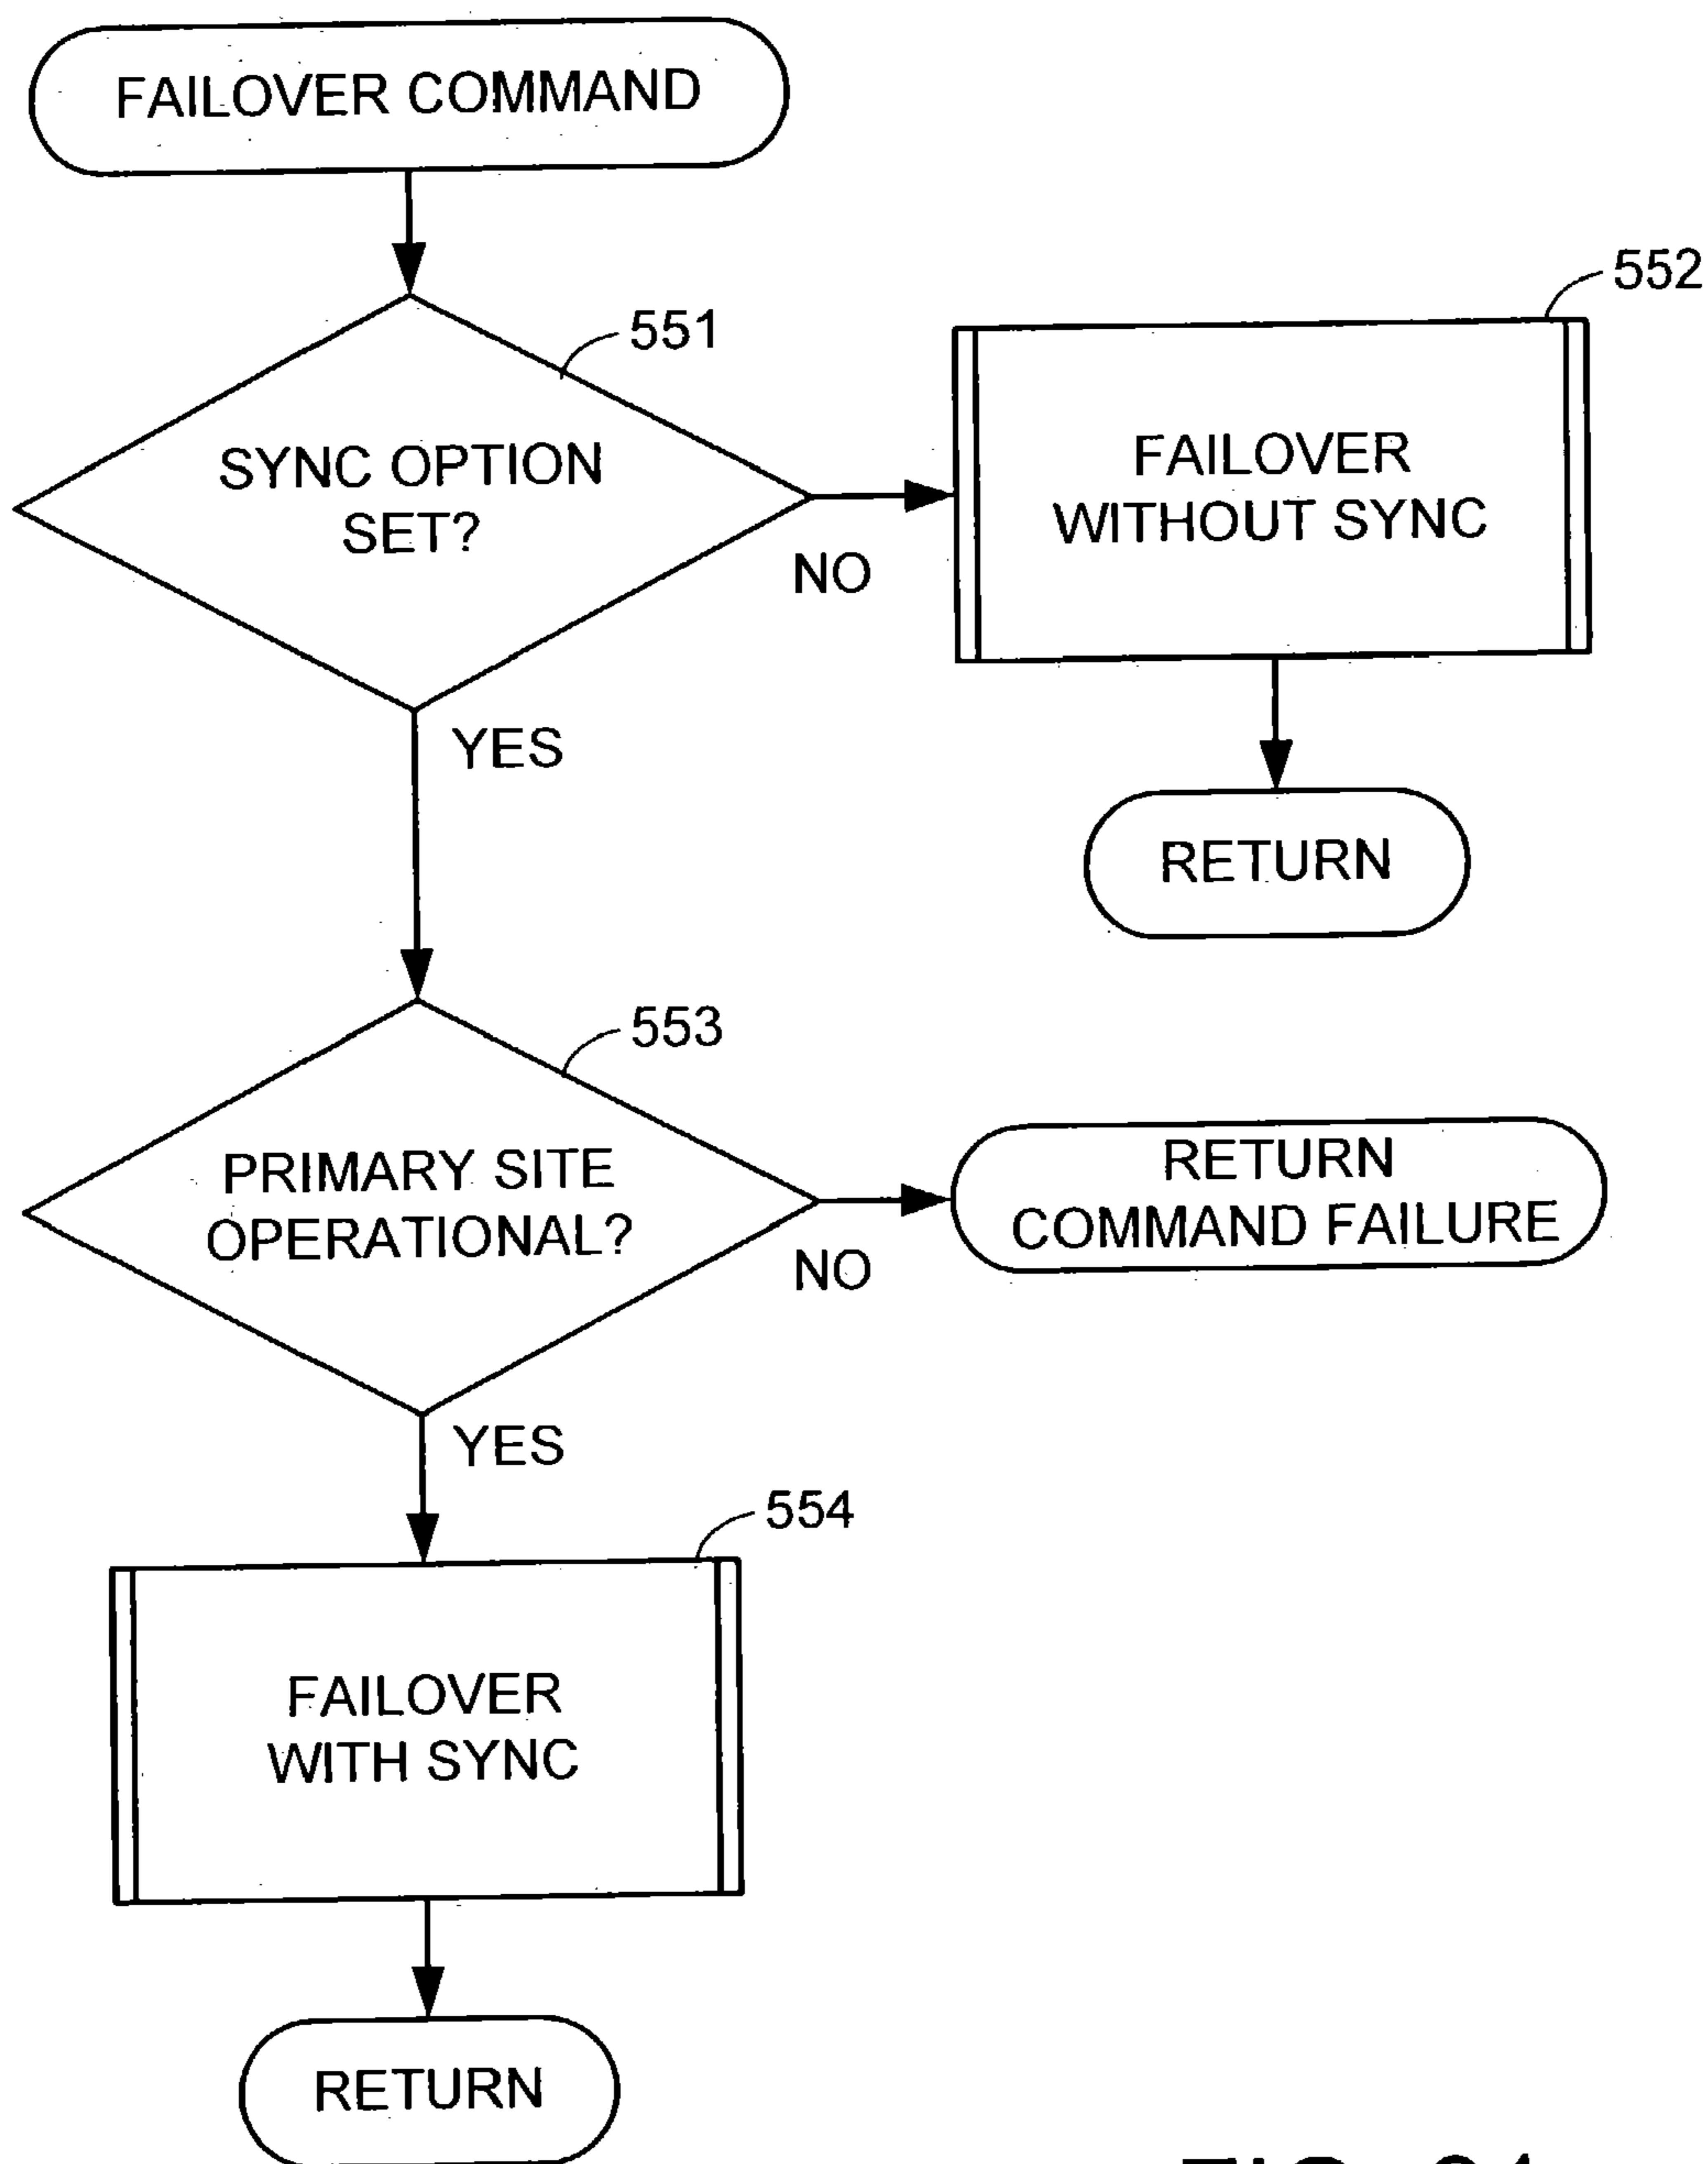 FAILOVER COMMAND
551
552
SYNC OPTION
SET?
NO
YES
FAILOVER
WITHOUT SYNC
RETURN
553
PRIMARY SITE
OPERATIONAL?
NO
YES
RETURN
COMMAND FAILURE
554
FAILOVER
WITH SYNC
RETURN